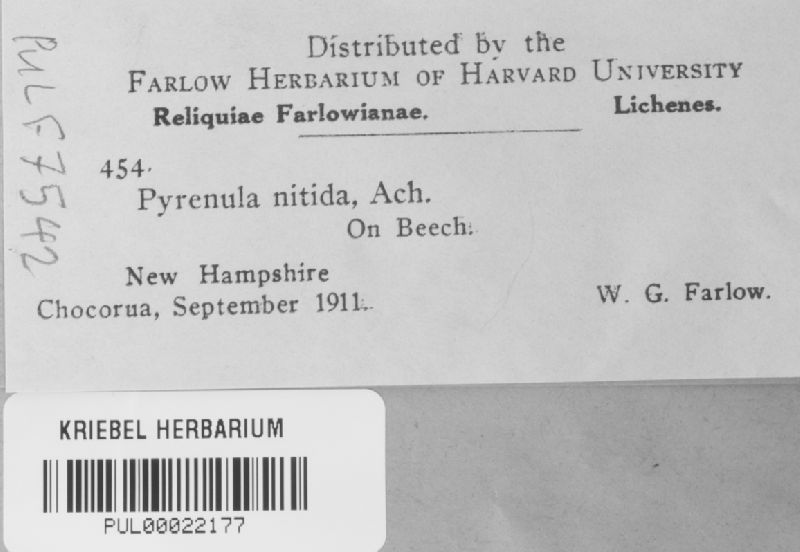 Distributed by the
FARLOW HERBARIUM OF HARVARD UNIVERSITY
Reliquiae Farlowianae. Lichenes.
454.
Pyrenula nitida, Ach.
On Beech.
New Hampshire
Chocorua, September 1911.
W. G. Farlow.
PUL F7542
KRIEBEL HERBARIUM
PUL00022177